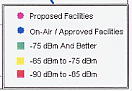 Proposed Facilities
On-Air / Approved Facilities
-75 dBm And Better
-85 dBm to -75 dBm
-90 dBm to -85 dBm